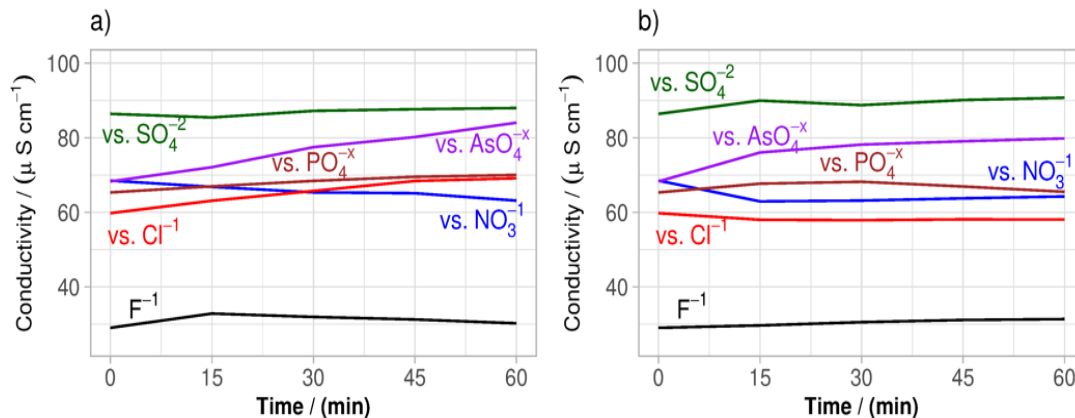 a)
Conductivity / (μ S cm⁻¹)
100
80
60
40
vs. SO₄⁻²
vs. AsO₄⁻ˣ
vs. PO₄⁻ˣ
vs. NO₃⁻¹
vs. Cl⁻¹
F⁻¹
0 15 30 45 60
Time / (min)
b)
Conductivity / (μ S cm⁻¹)
100
80
60
40
vs. SO₄⁻²
vs. AsO₄⁻ˣ
vs. PO₄⁻ˣ
vs. NO₃⁻¹
vs. Cl⁻¹
F⁻¹
0 15 30 45 60
Time / (min)